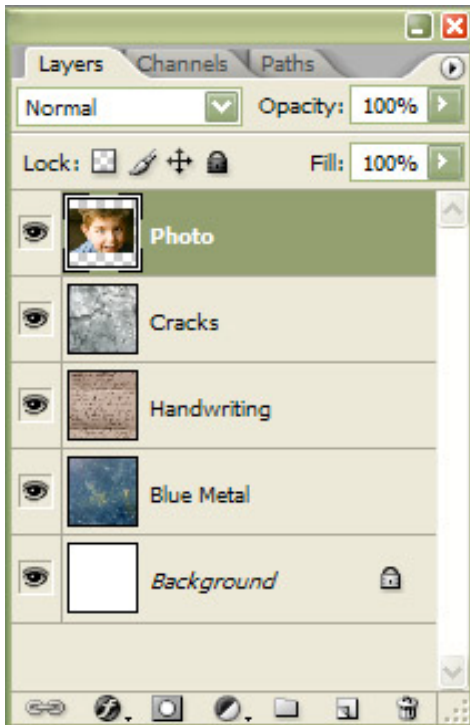 Layers Channels Paths
Normal Opacity: 100%
Lock: Fill: 100%
Photo
Cracks
Handwriting
Blue Metal
Background